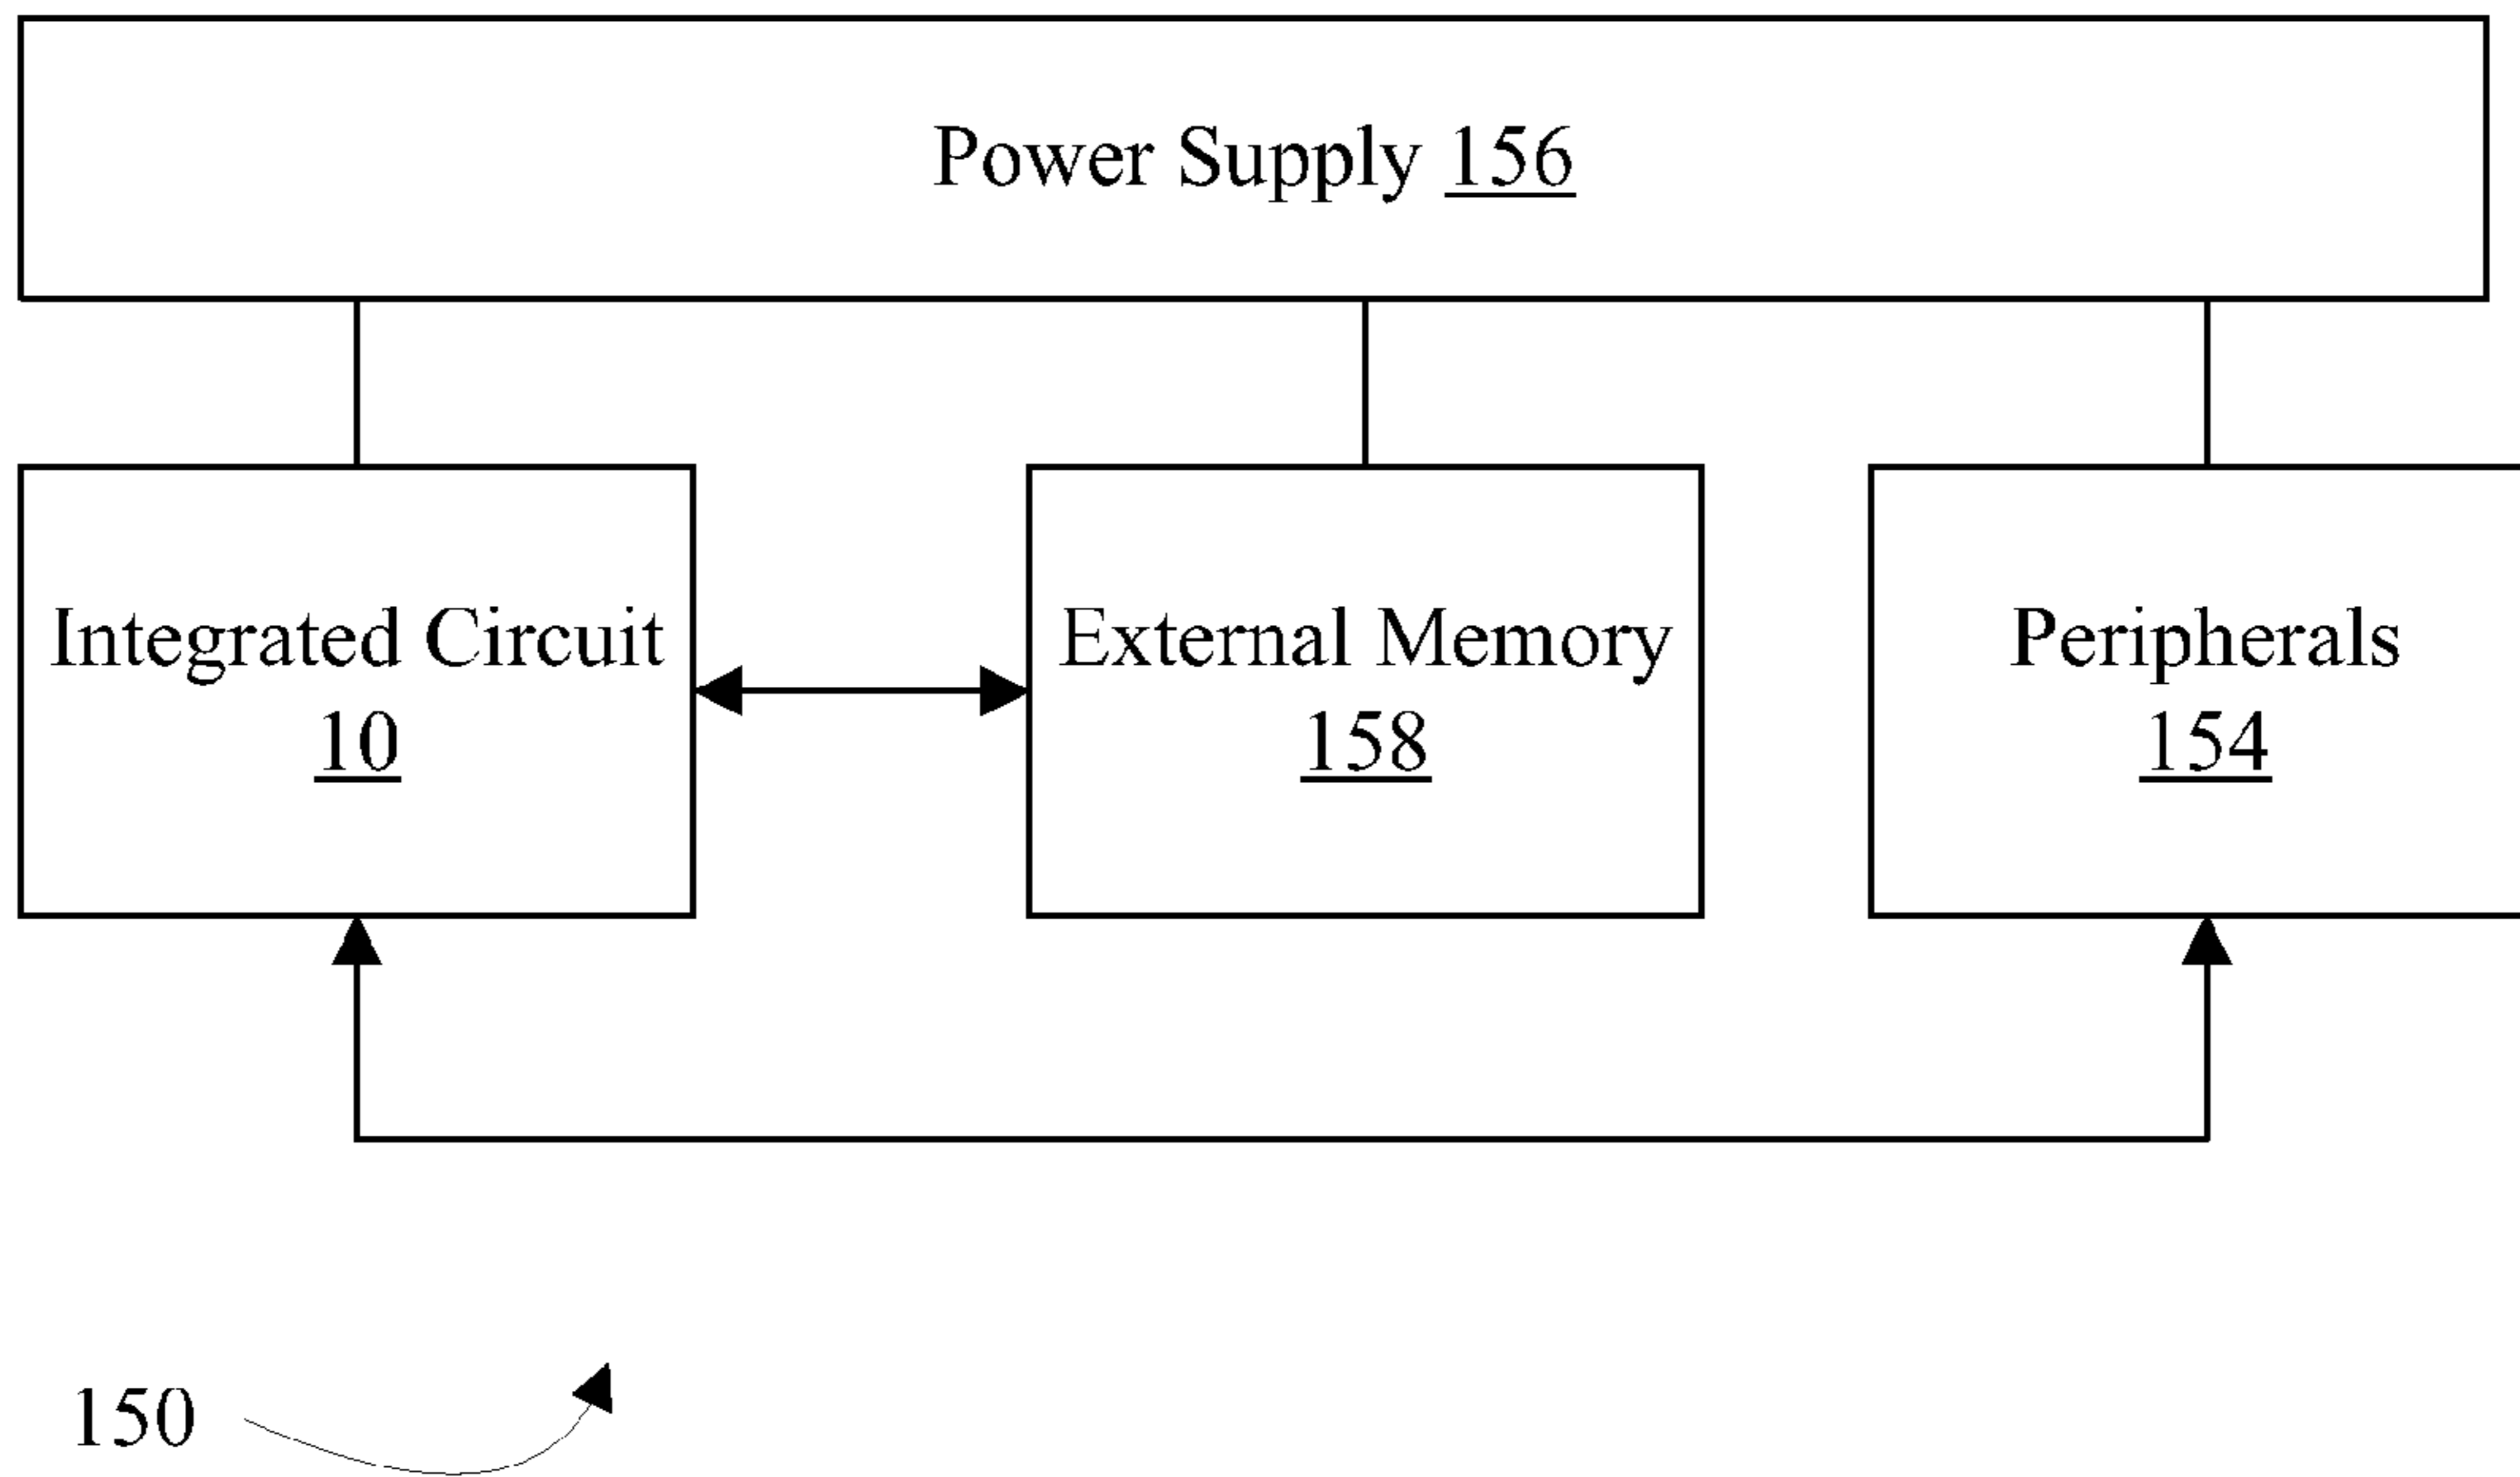 Power Supply 156
Integrated Circuit
10
External Memory
158
Peripherals
154
150